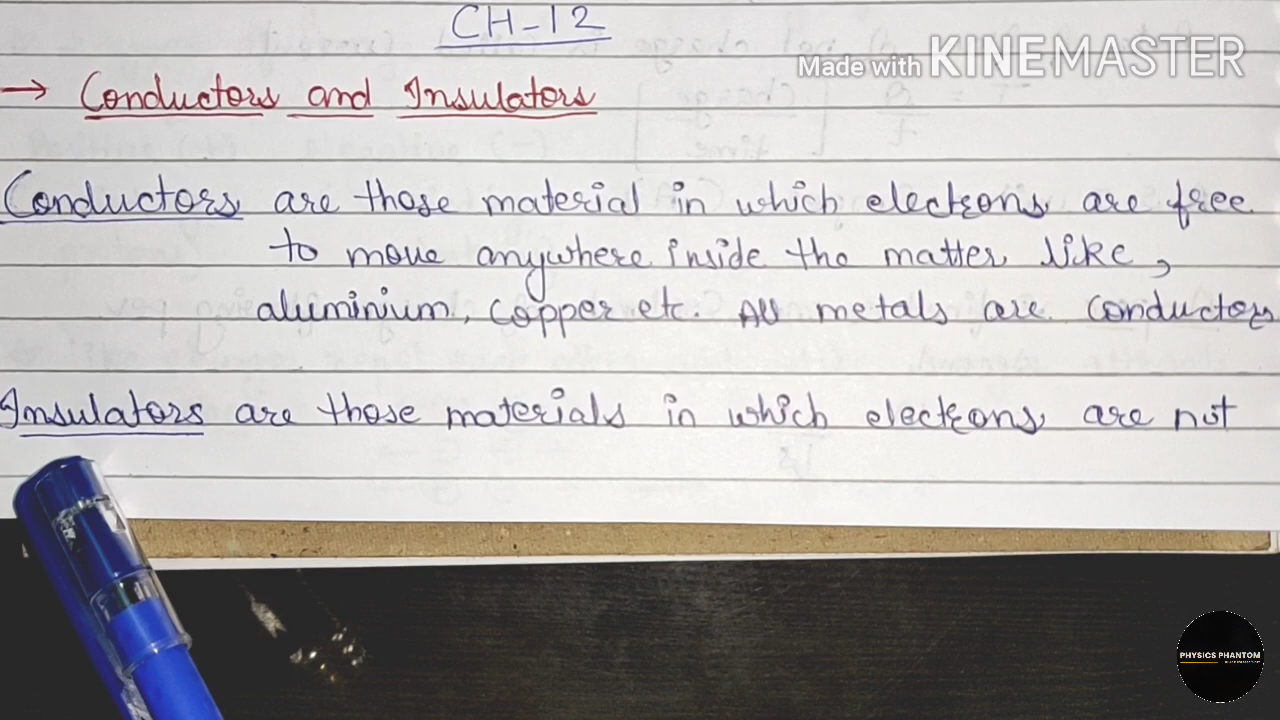 CH-12
Made with KINEMASTER
→ Conductors and Insulators
Conductors are those material in which electrons are free
to move anywhere inside the matter like,
aluminium, copper etc. All metals are conductors
Insulators are those materials in which electrons are not
PHYSICS PHANTOM